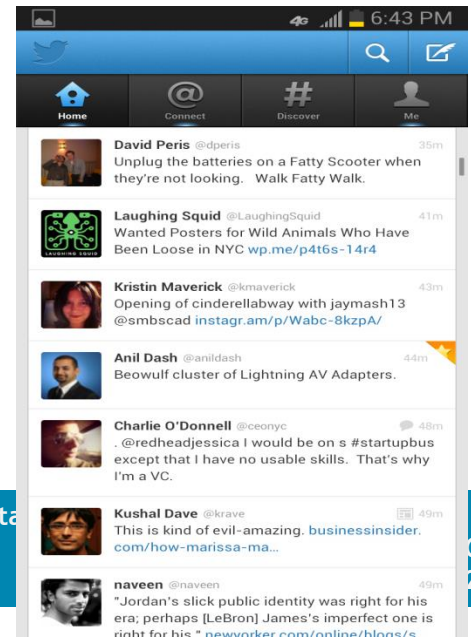 4G 6:43 PM
Home Connect Discover Me
David Peris @dperis 35m
Unplug the batteries on a Fatty Scooter when
they're not looking. Walk Fatty Walk.
Laughing Squid @LaughingSquid 41m
Wanted Posters for Wild Animals Who Have
Been Loose in NYC wp.me/p4t6s-14r4
LAUGHING SQUID
Kristin Maverick @kmaverick 43m
Opening of cinderellabway with jaymash13
@smbscad instagr.am/p/Wabc-8kzpA/
Anil Dash @anildash 44m
Beowulf cluster of Lightning AV Adapters.
Charlie O'Donnell @ceonyc 48m
. @redheadjessica I would be on s #startupbus
except that I have no usable skills. That's why
I'm a VC.
Kushal Dave @krave 49m
This is kind of evil-amazing. businessinsider.
com/how-marissa-ma...
naveen @naveen 49m
"Jordan's slick public identity was right for his
era; perhaps [LeBron] James's imperfect one is
right for his." newyorker.com/online/blogs/s